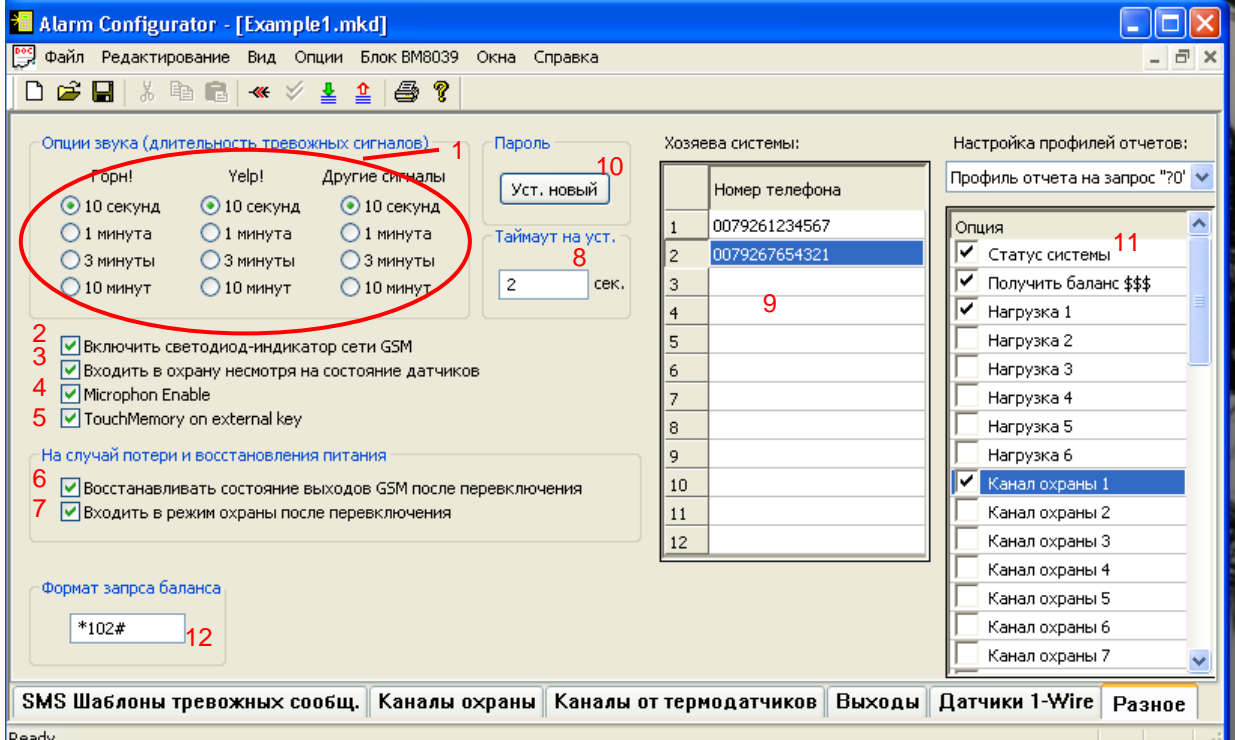 Alarm Configurator - [Example1.mkd]
DOC Файл Редактирование Вид Опции Блок BM8039 Окна Справка
Опции звука (длительность тревожных сигналов) 1
Горн! Yelp! Другие сигналы
10 секунд 10 секунд 10 секунд
1 минута 1 минута 1 минута
3 минуты 3 минуты 3 минуты
10 минут 10 минут 10 минут
Пароль
10
Уст. новый
Таймаут на уст.
8
2 сек.
2 Включить светодиод-индикатор сети GSM
3 Входить в охрану несмотря на состояние датчиков
4 Microphon Enable
5 TouchMemory on external key
На случай потери и восстановления питания
6 Восстанавливать состояние выходов GSM после перевключения
7 Входить в режим охраны после перевключения
Формат запрса баланса
*102#
12
Хозяева системы:
Номер телефона
1 0079261234567
2 0079267654321
3
9
4
5
6
7
8
9
10
11
12
Настройка профилей отчетов:
Профиль отчета на запрос "?0'
Опция
11
Статус системы
Получить баланс $$$
Нагрузка 1
Нагрузка 2
Нагрузка 3
Нагрузка 4
Нагрузка 5
Нагрузка 6
Канал охраны 1
Канал охраны 2
Канал охраны 3
Канал охраны 4
Канал охраны 5
Канал охраны 6
Канал охраны 7
SMS Шаблоны тревожных сообщ. Каналы охраны Каналы от термодатчиков Выходы Датчики 1-Wire Разное
Ready